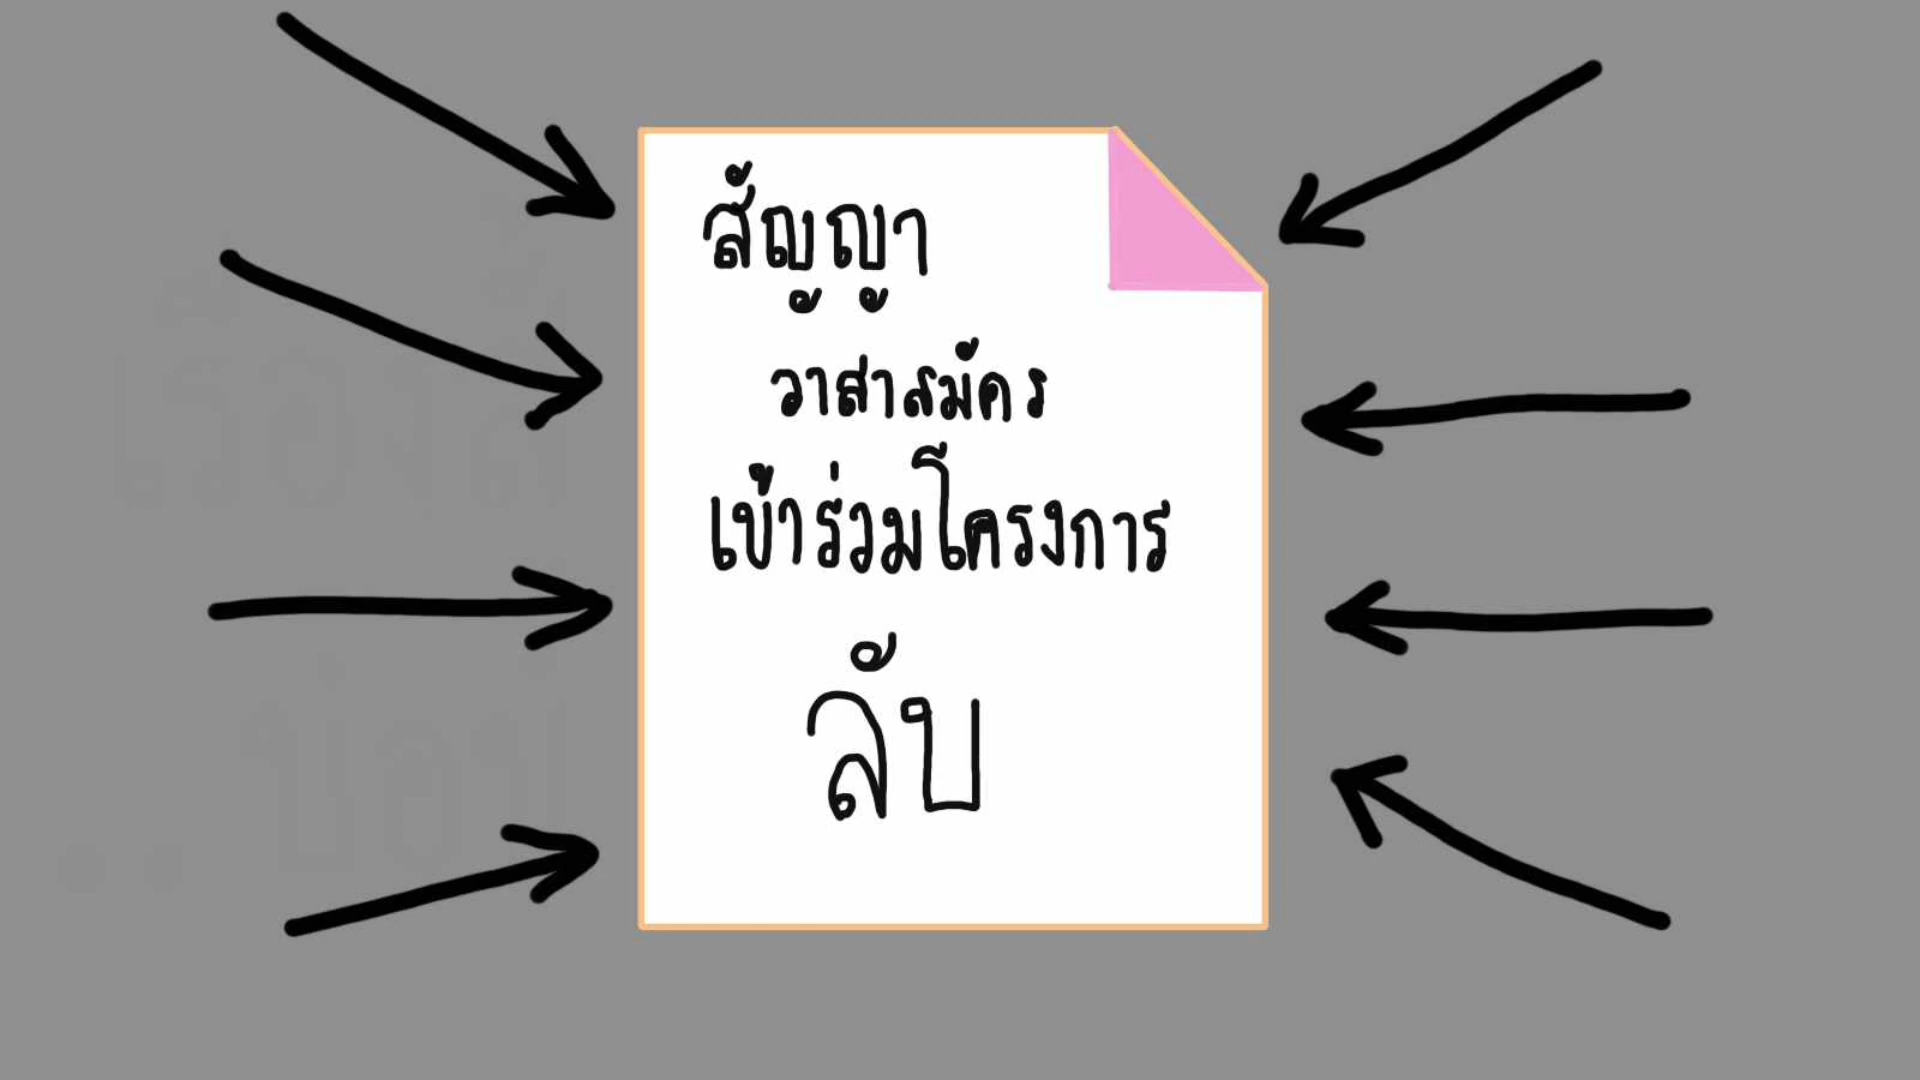 สัญญา
วาสาสมัคร
เข้าร่วมโครงการ
ลับ